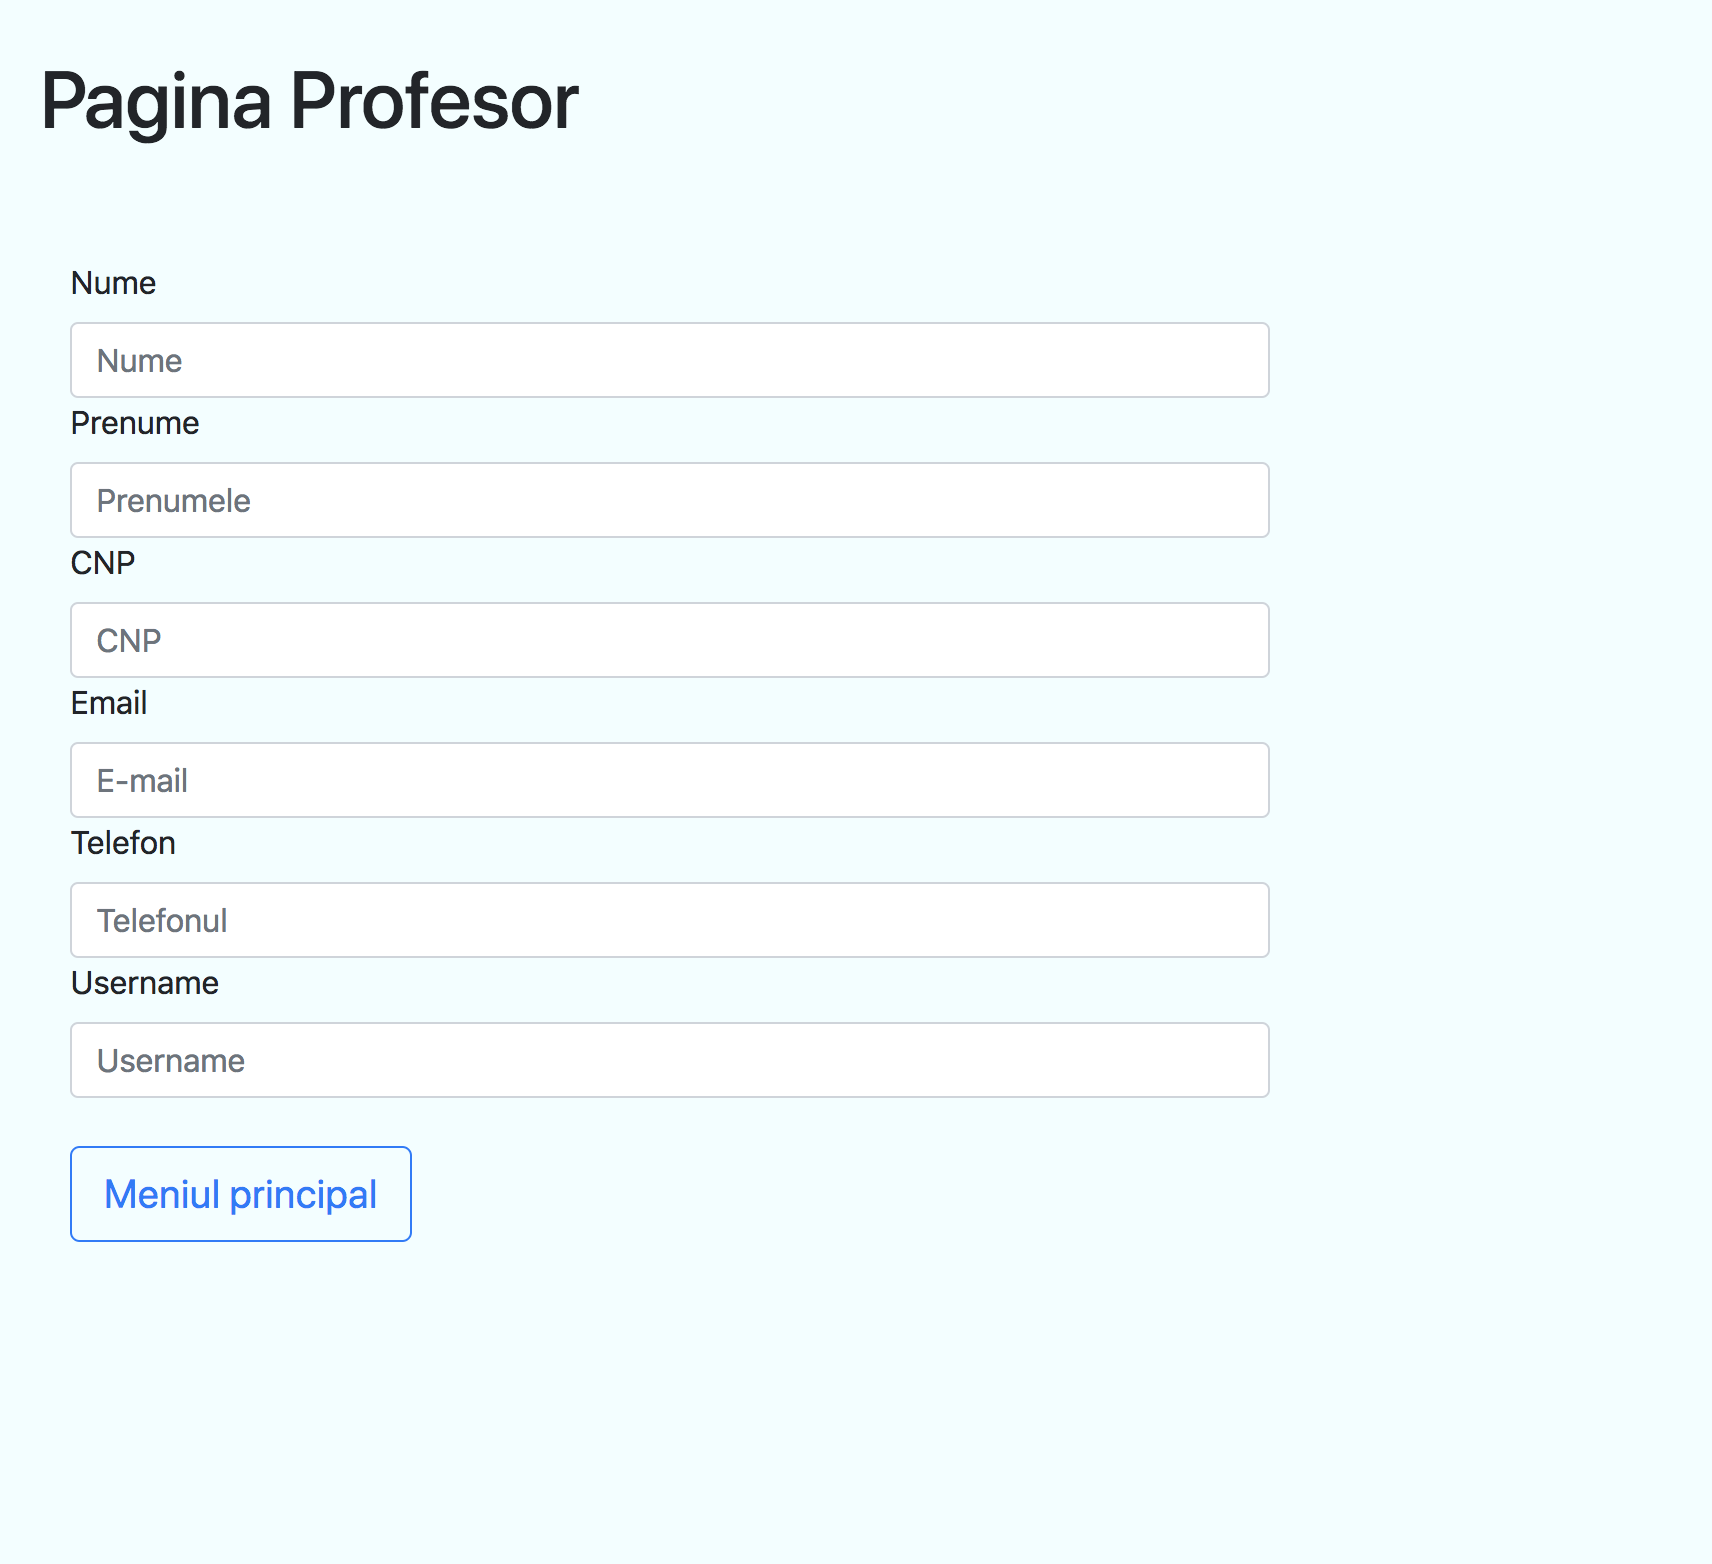 Pagina Profesor
Nume
Nume
Prenume
Prenumele
CNP
CNP
Email
E-mail
Telefon
Telefonul
Username
Username
Meniul principal